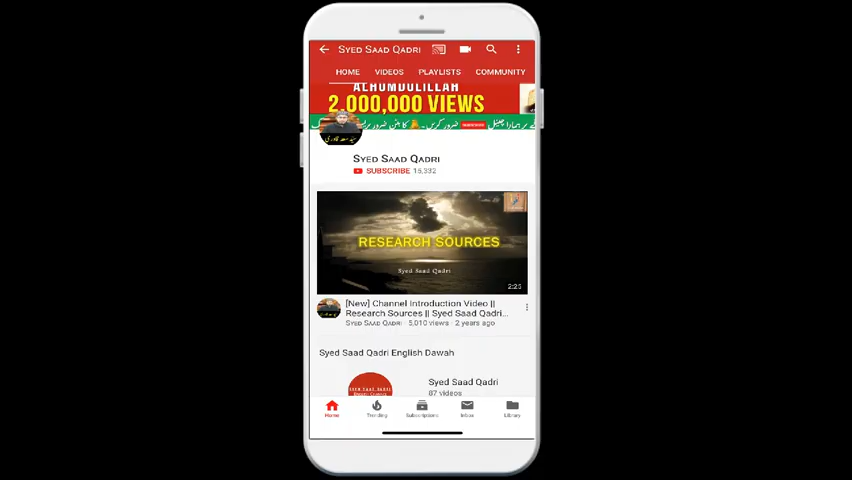 Syed Saad Qadri
HOME VIDEOS PLAYLISTS COMMUNITY
ALHUMDULILLAH
2,000,000 VIEWS
ضرور کریں۔
Syed Saad Qadri
SUBSCRIBE 15,332
RESEARCH SOURCES
Syed Saad Qadri
2:25
[New] Channel Introduction Video ||
Research Sources || Syed Saad Qadri...
Syed Saad Qadri · 5,010 views · 2 years ago
Syed Saad Qadri English Dawah
Syed Saad Qadri
87 videos
Home Trending Subscriptions Inbox Library